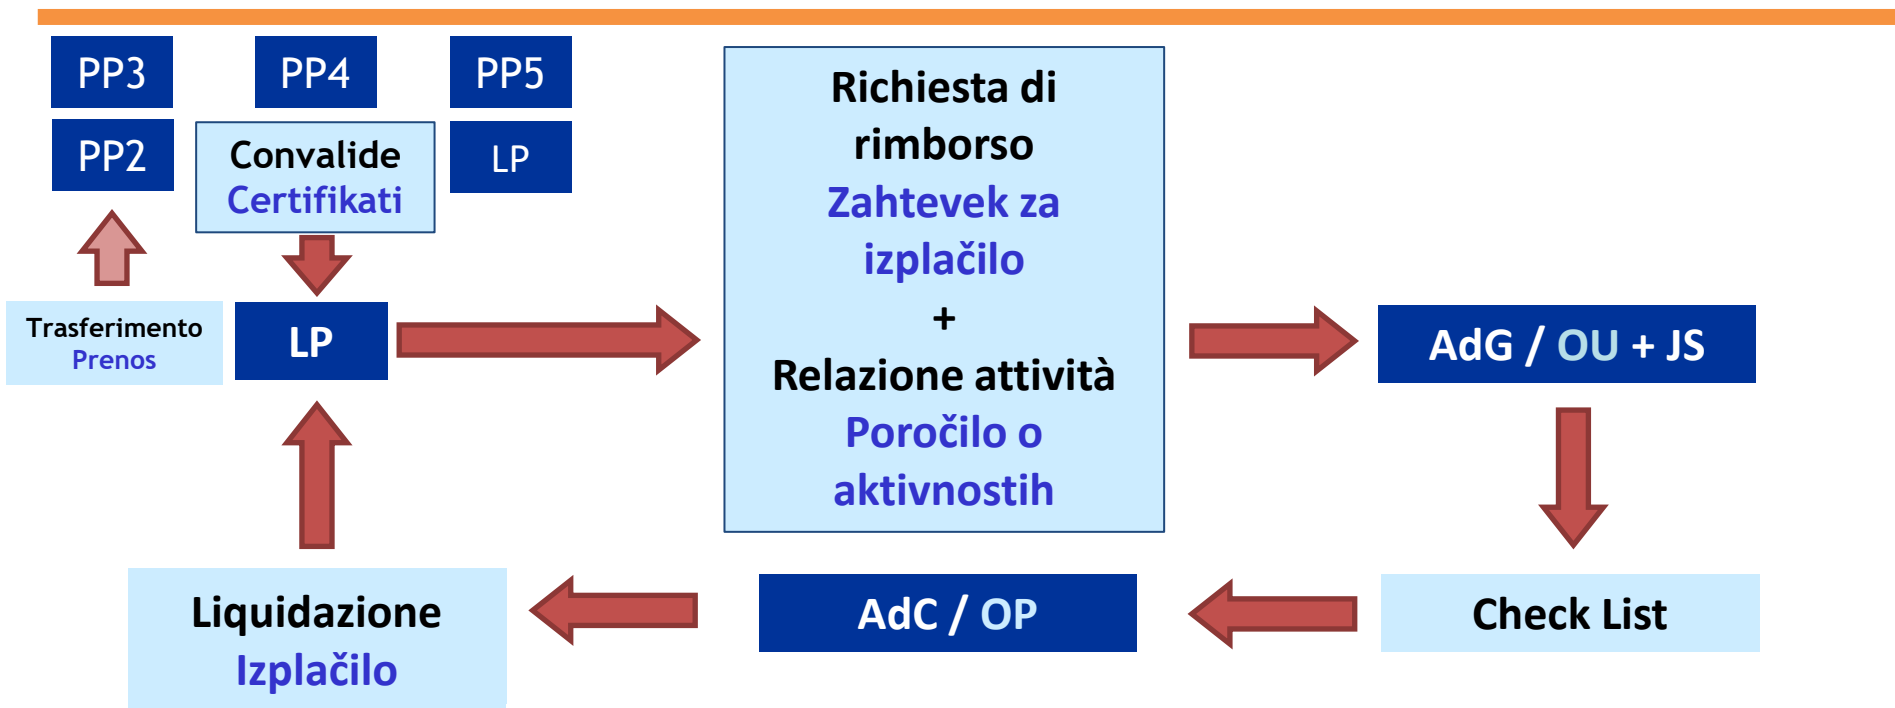 PP3
PP4
PP5
PP2
Convalide
Certifikati
LP
Trasferimento
Prenos
LP
Richiesta di
rimborso
Zahtevek za
izplačilo
+
Relazione attività
Poročilo o
aktivnostih
AdG / OU + JS
Check List
AdC / OP
Liquidazione
Izplačilo